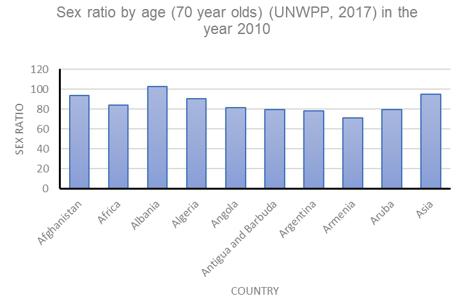 Sex ratio by age (70 year olds) (UNWPP, 2017) in the
year 2010
120
100
80
60
40
20
0
SEX RATIO
Afghanistan
Africa
Albania
Algeria
Angola
Antigua and Barbuda
Argentina
Armenia
Aruba
Asia
COUNTRY